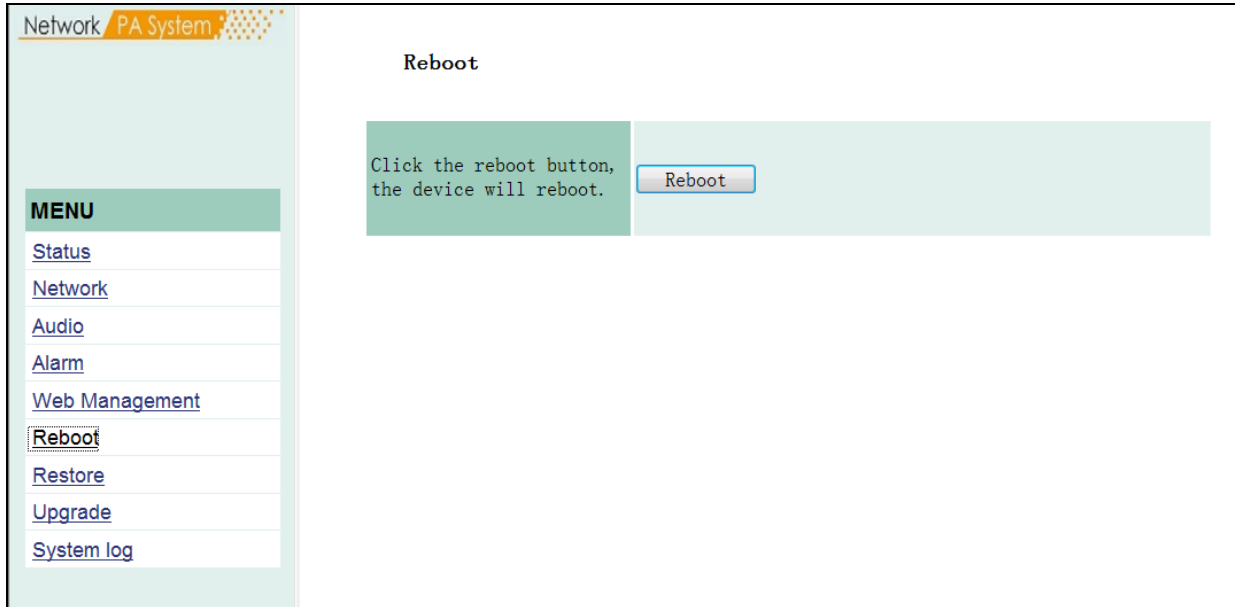 Network PA System
MENU
Status
Network
Audio
Alarm
Web Management
Reboot
Restore
Upgrade
System log
Reboot
Click the reboot button,
the device will reboot.
Reboot